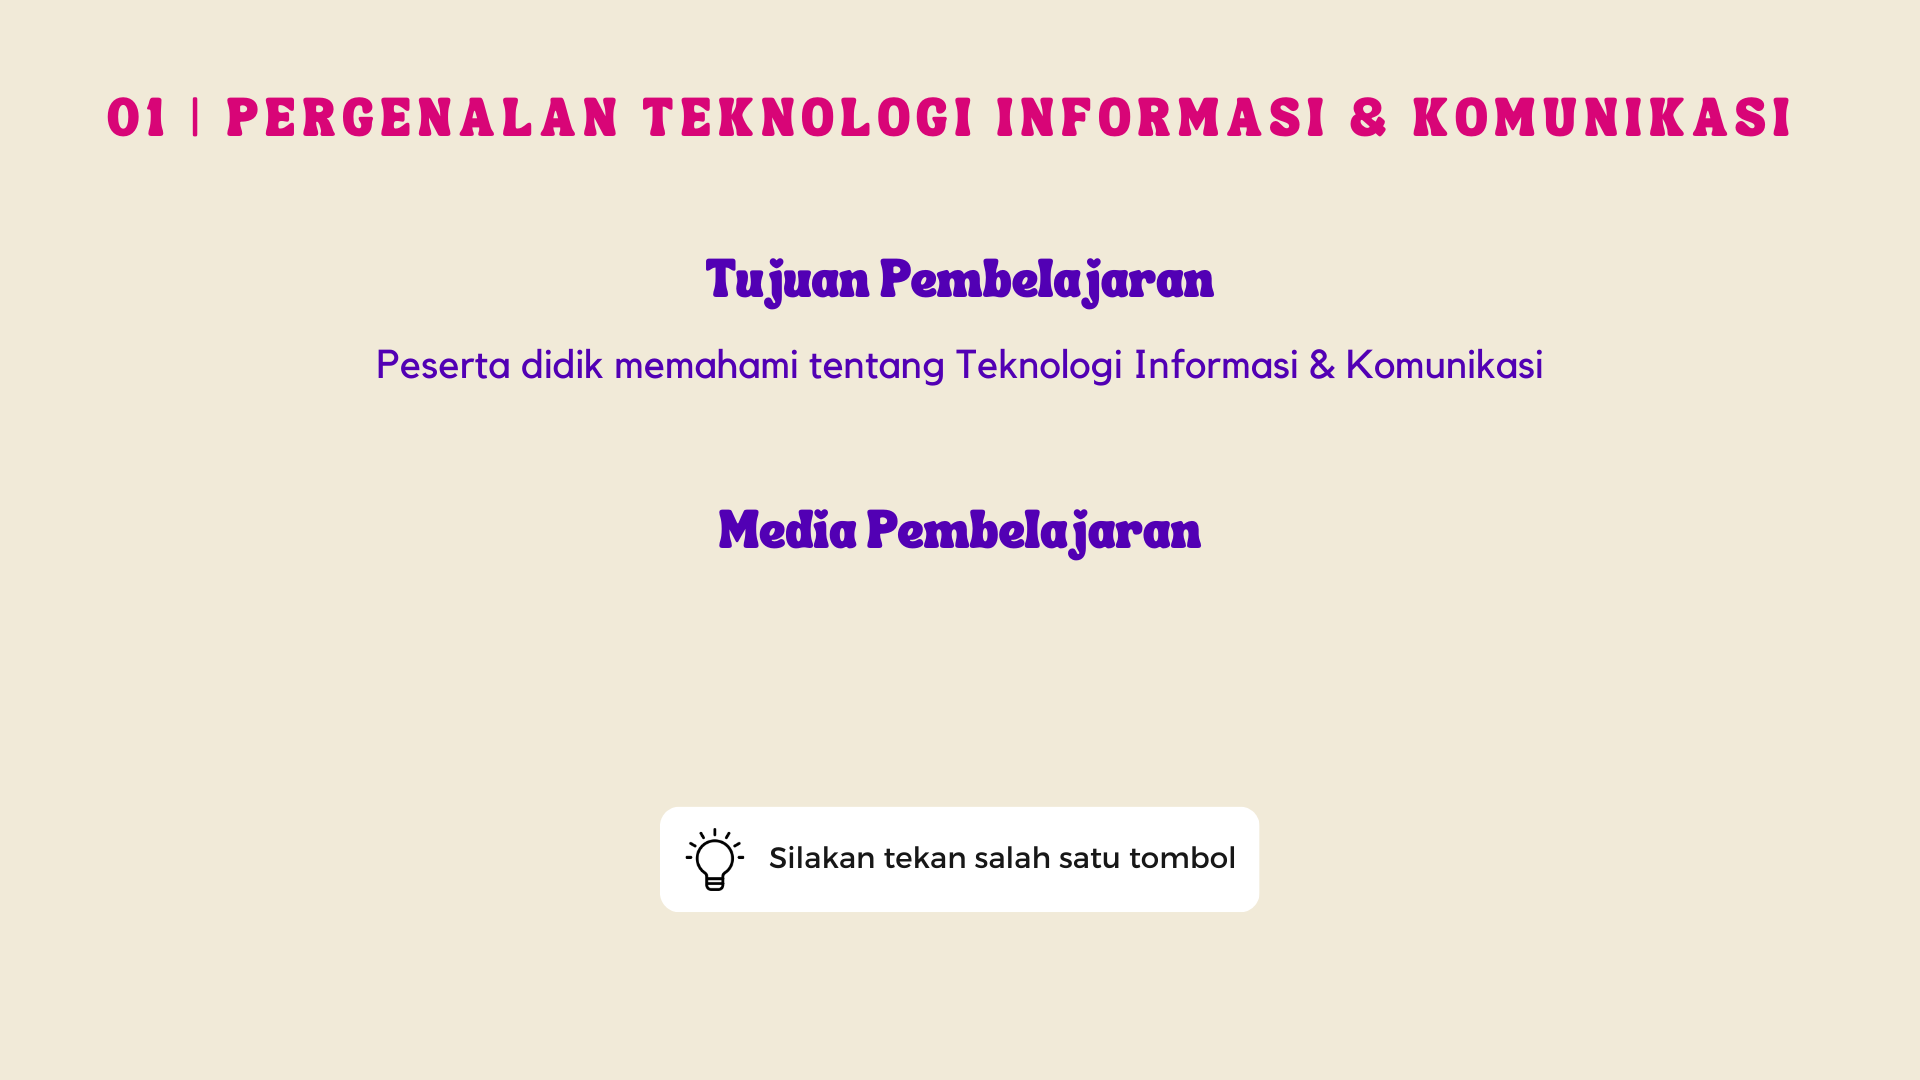 01 | PERGENALAN TEKNOLOGI INFORMASI & KOMUNIKASI
Tujuan Pembelajaran
Peserta didik memahami tentang Teknologi Informasi & Komunikasi
Media Pembelajaran
Silakan tekan salah satu tombol